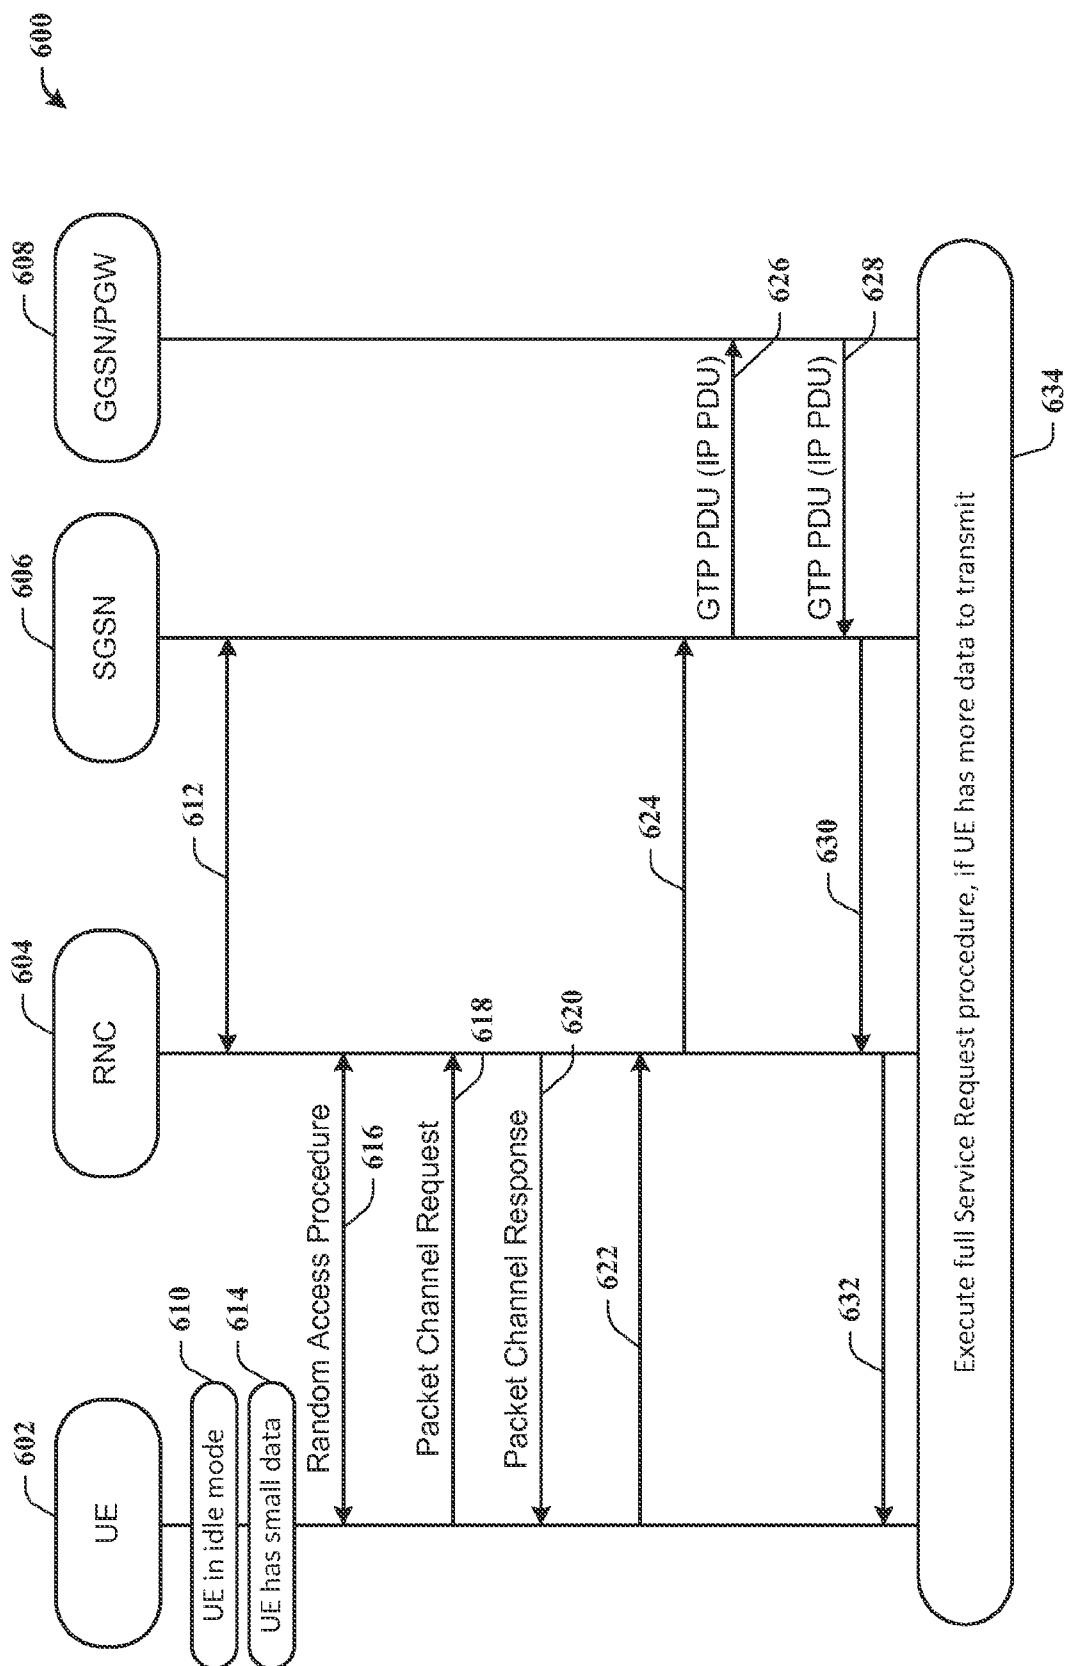 600
602
604
606
608
UE
RNC
SGSN
GGSN/PGW
UE in idle mode
610
612
UE has small data
614
Random Access Procedure
616
Packet Channel Request
618
Packet Channel Response
620
622
624
GTP PDU (IP PDU)
626
GTP PDU (IP PDU)
628
630
632
Execute full Service Request procedure, if UE has more data to transmit
634